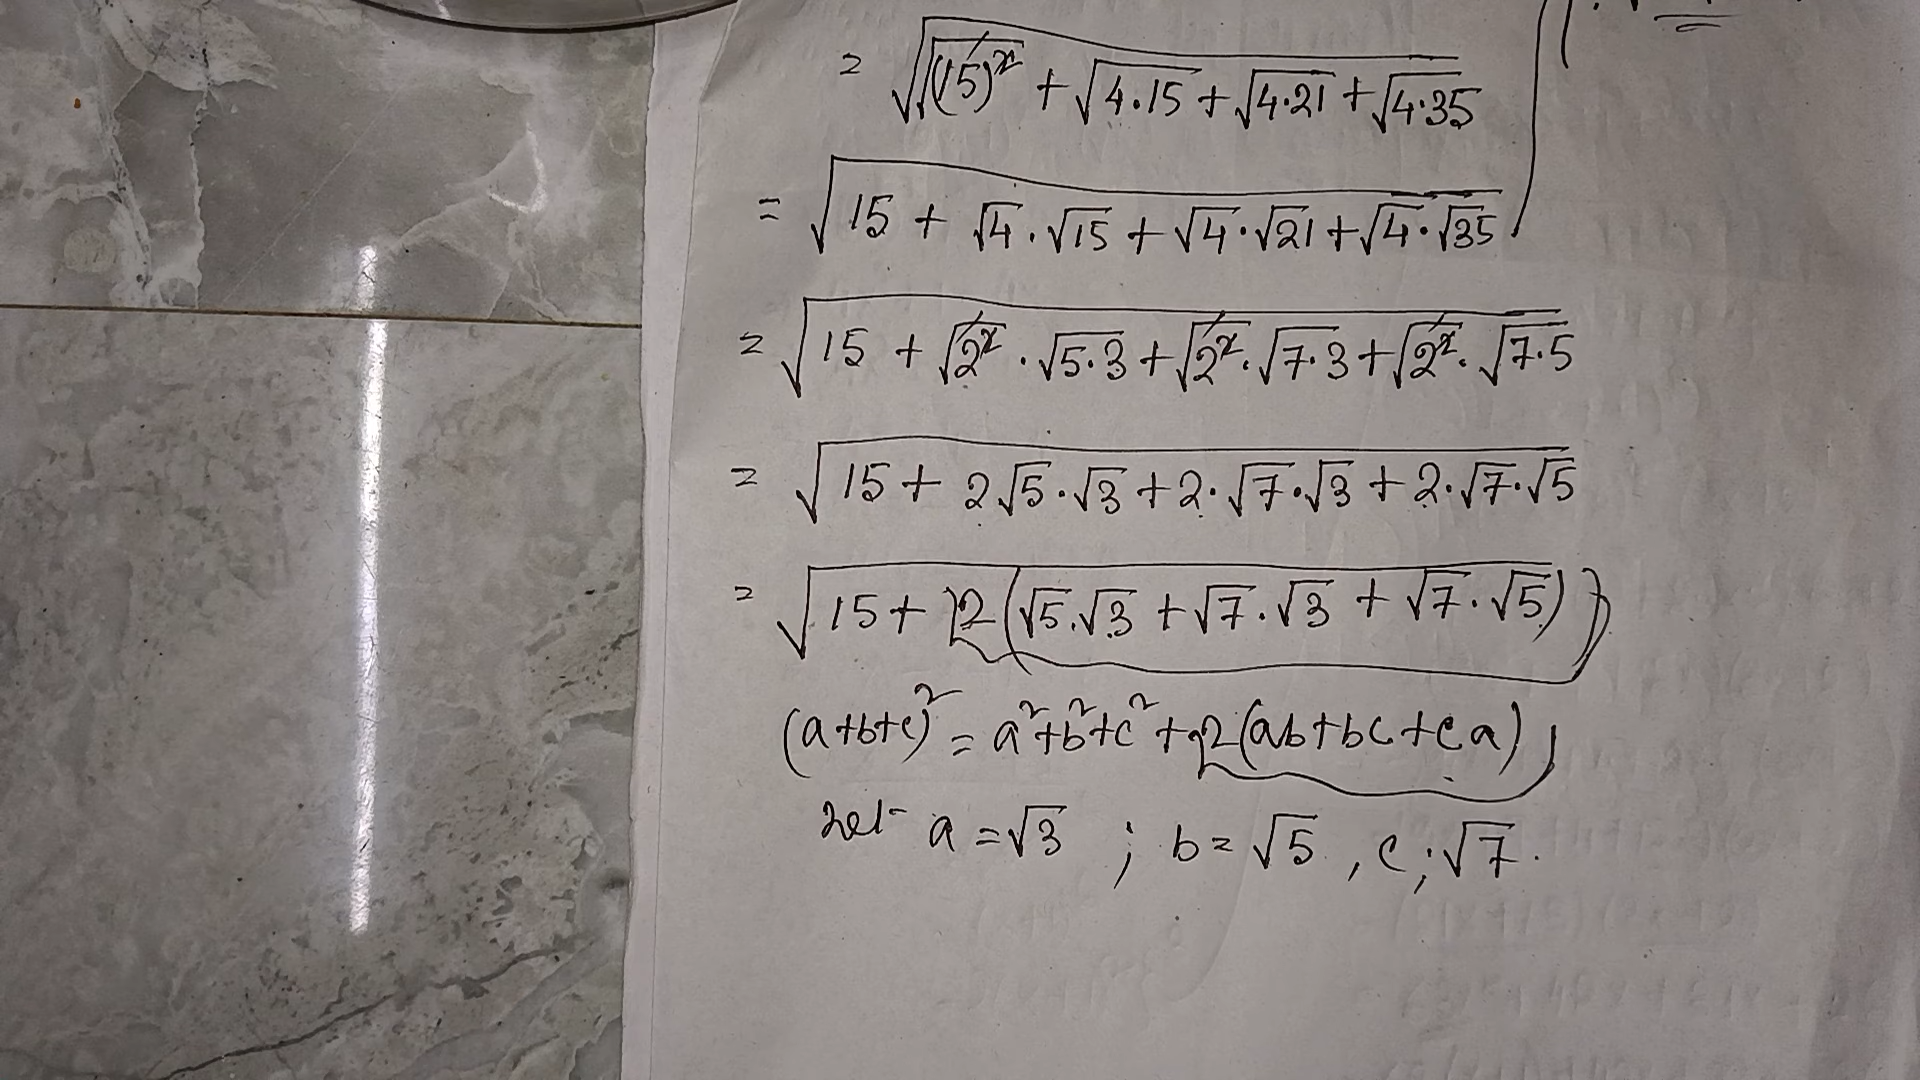 = √(√(15)² + √4.15 + √4.21 + √4.35)
= √(15 + √4.√15 + √4.√21 + √4.√35)
= √(15 + √2².√5.3 + √2².√7.3 + √2².√7.5)
= √(15 + 2√5.√3 + 2.√7.√3 + 2.√7.√5)
= √(15 + 2(√5.√3 + √7.√3 + √7.√5))
(a+b+c)² = a²+b²+c²+2(ab+bc+ca)
let a = √3 ; b = √5 , c ; √7.